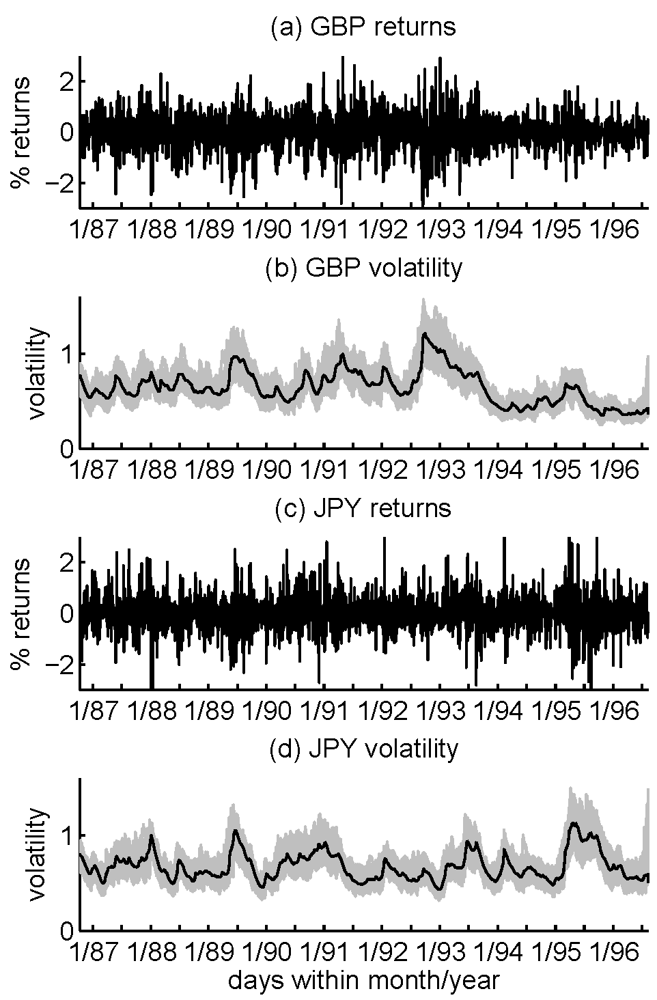 (a) GBP returns
% returns
2
0
−2
1/87 1/88 1/89 1/90 1/91 1/92 1/93 1/94 1/95 1/96
(b) GBP volatility
volatility
1
0
1/87 1/88 1/89 1/90 1/91 1/92 1/93 1/94 1/95 1/96
(c) JPY returns
% returns
2
0
−2
1/87 1/88 1/89 1/90 1/91 1/92 1/93 1/94 1/95 1/96
(d) JPY volatility
volatility
1
0
1/87 1/88 1/89 1/90 1/91 1/92 1/93 1/94 1/95 1/96
days within month/year